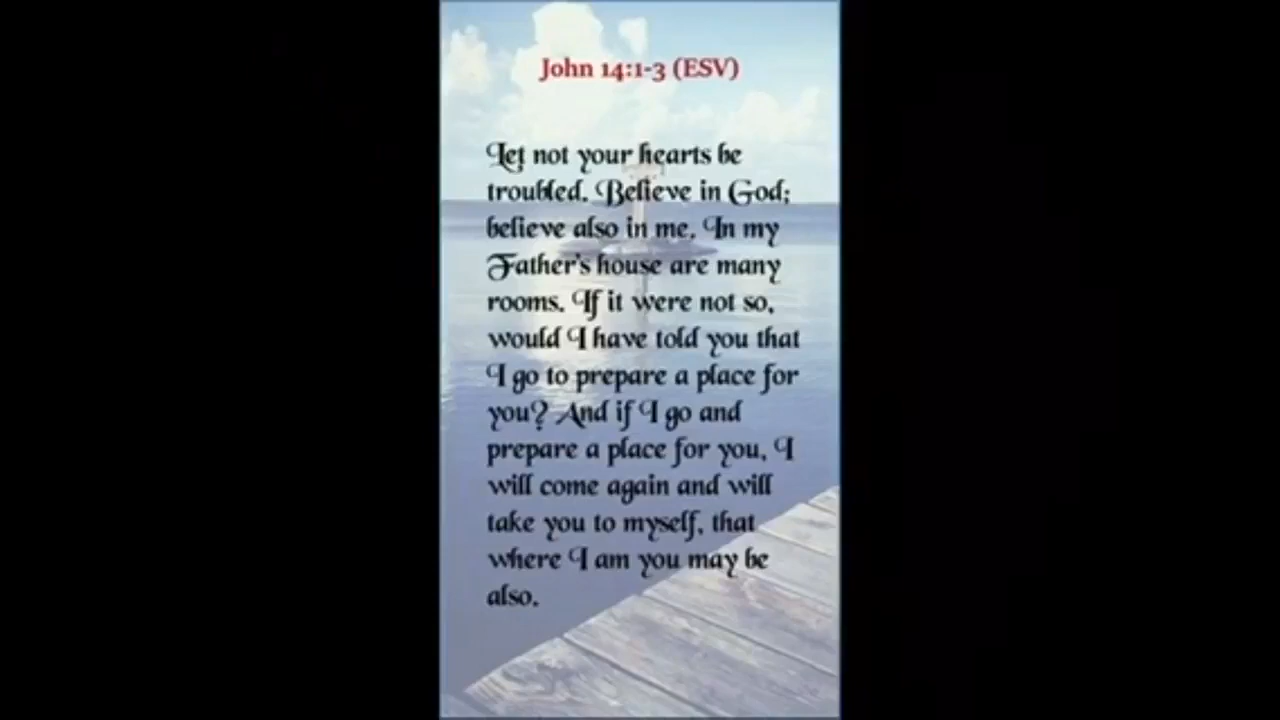 John 14:1-3 (ESV)
Let not your hearts be
troubled. Believe in God;
believe also in me. In my
Father's house are many
rooms. If it were not so,
would I have told you that
I go to prepare a place for
you? And if I go and
prepare a place for you, I
will come again and will
take you to myself, that
where I am you may be
also.